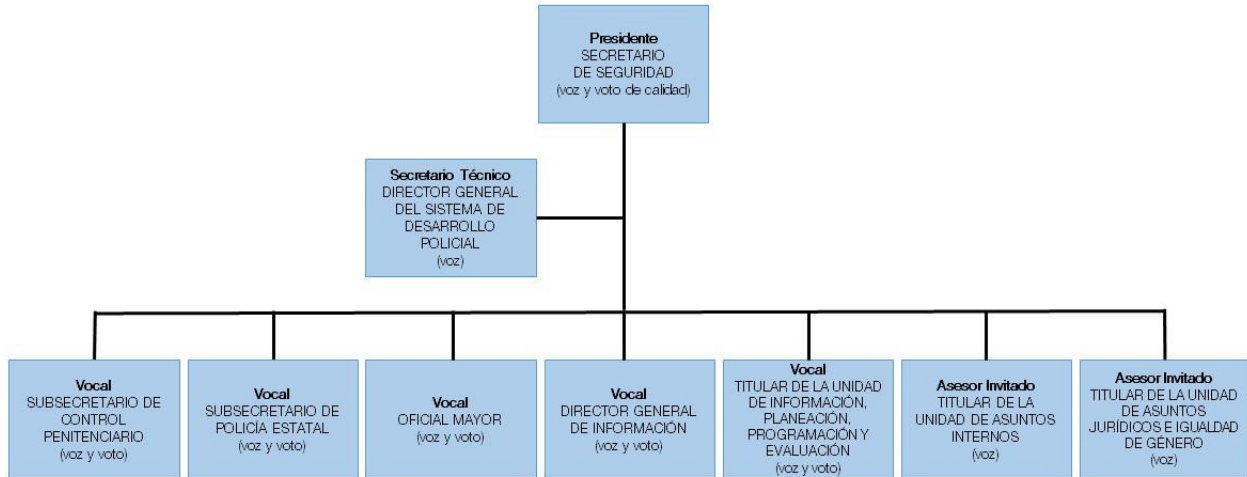 Presidente
SECRETARIO
DE SEGURIDAD
(voz y voto de calidad)
Secretario Técnico
DIRECTOR GENERAL
DEL SISTEMA DE
DESARROLLO
POLICIAL
(voz)
Vocal
SUBSECRETARIO DE
CONTROL
PENITENCIARIO
(voz y voto)
Vocal
SUBSECRETARIO DE
POLICÍA ESTATAL
(voz y voto)
Vocal
OFICIAL MAYOR
(voz y voto)
Vocal
DIRECTOR GENERAL
DE INFORMACIÓN
(voz y voto)
Vocal
TITULAR DE LA UNIDAD
DE INFORMACIÓN,
PLANEACIÓN,
PROGRAMACIÓN Y
EVALUACIÓN
(voz y voto)
Asesor Invitado
TITULAR DE LA
UNIDAD DE ASUNTOS
INTERNOS
(voz)
Asesor Invitado
TITULAR DE LA UNIDAD
DE ASUNTOS
JURÍDICOS E IGUALDAD
DE GÉNERO
(voz)